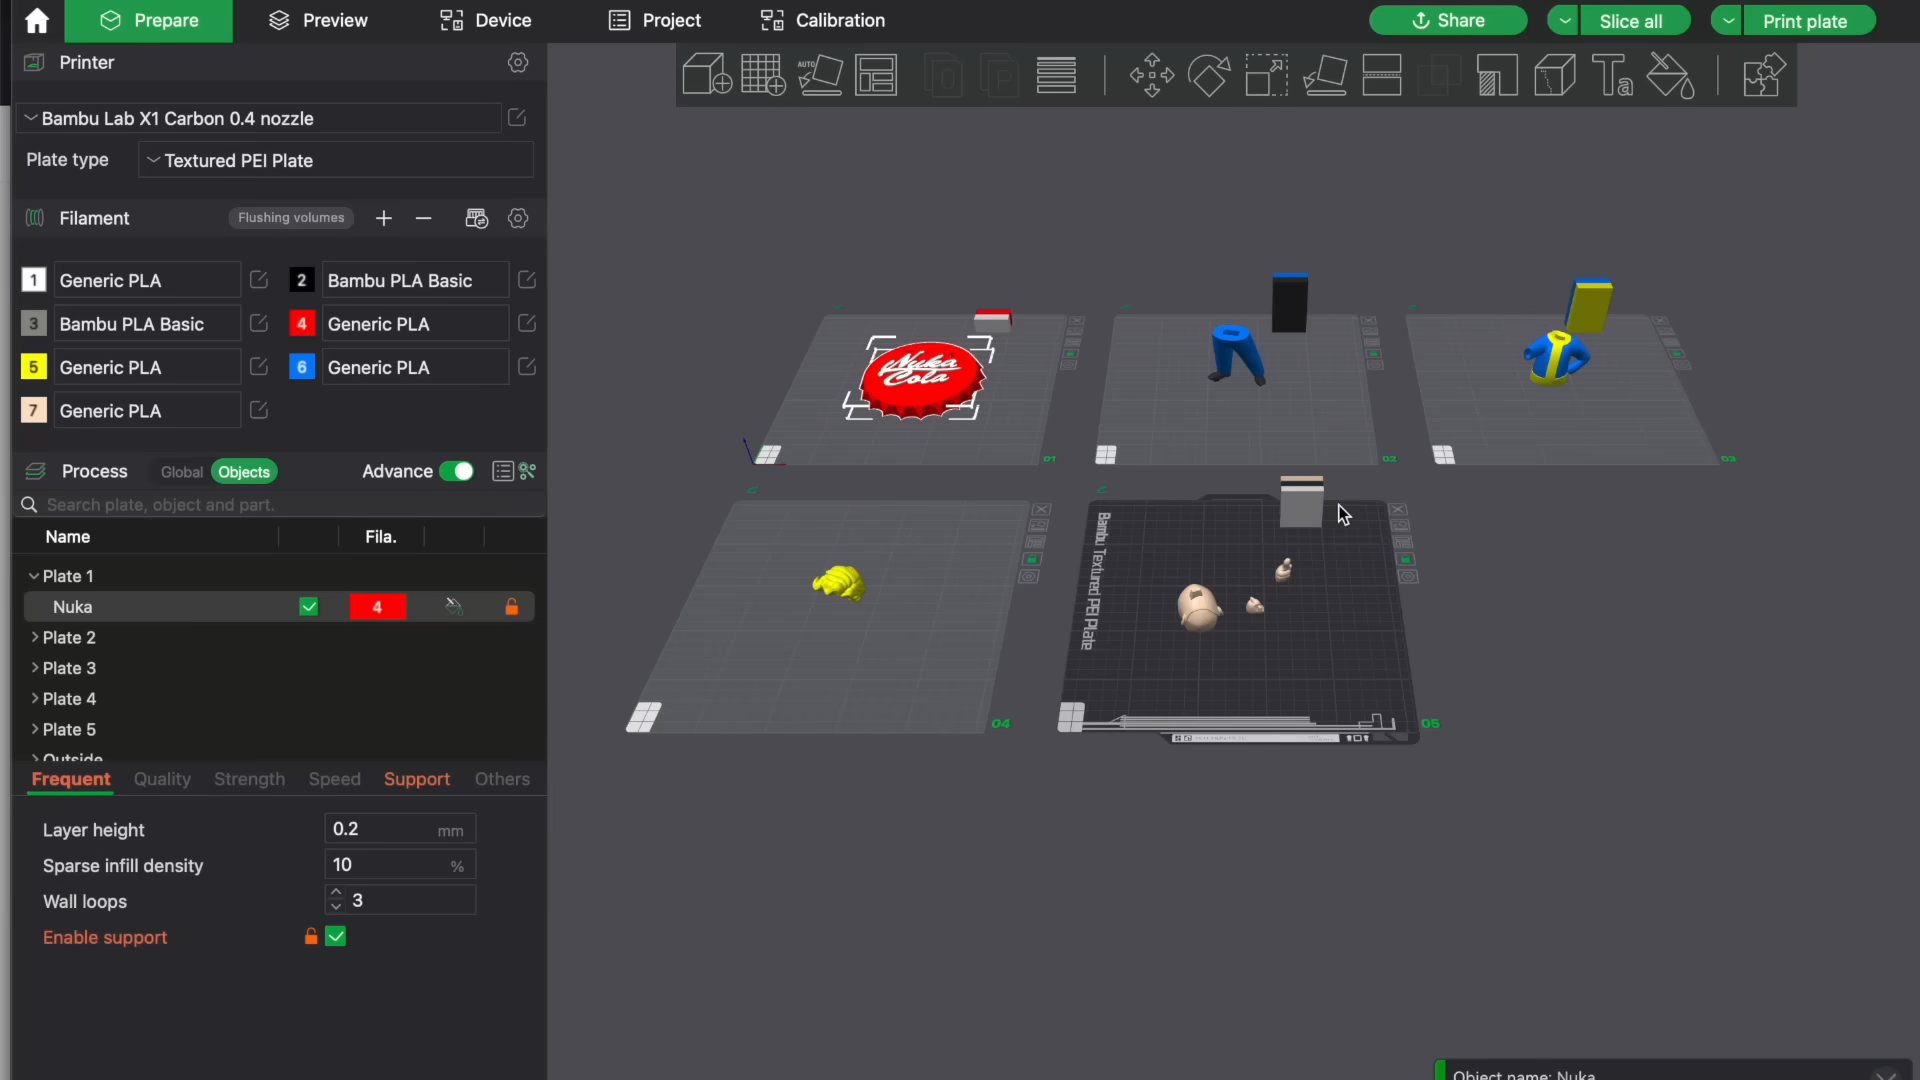 Prepare Preview Device Project Calibration Share Slice all Print plate
Printer
AUTO
Bambu Lab X1 Carbon 0.4 nozzle
Plate type Textured PEI Plate
Filament Flushing volumes
1 Generic PLA 2 Bambu PLA Basic
3 Bambu PLA Basic 4 Generic PLA
5 Generic PLA 6 Generic PLA
7 Generic PLA
Process Global Objects Advance
Search plate, object and part.
Name Fila.
Plate 1
Nuka 4
Plate 2
Plate 3
Plate 4
Plate 5
Outside
Frequent Quality Strength Speed Support Others
Layer height 0.2 mm
Sparse infill density 10 %
Wall loops 3
Enable support
Nuka
Cola
01
02
03
04
Bambu Textured PEI Plate
05
Object name: Nuka